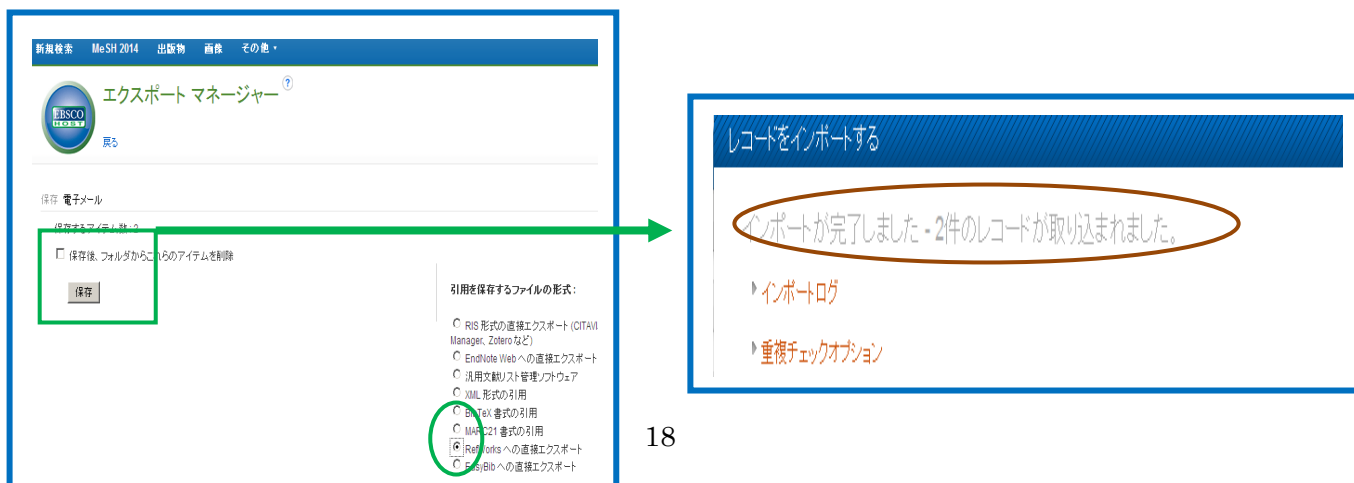 新規検索 MeSH 2014 出版物 画像 その他
EBSCO
HOST
エクスポート マネージャー ?
戻る
保存 電子メール
保存するアイテム数: 2
保存後、フォルダからこれらのアイテムを削除
保存
引用を保存するファイルの形式:
RIS 形式の直接エクスポート (CITAVI
Manager、Zotero など)
EndNote Web への直接エクスポート
汎用文献リスト管理ソフトウェア
XML 形式の引用
BibTeX 書式の引用
MARC21 書式の引用
RefWorks への直接エクスポート
EasyBib への直接エクスポート
レコードをインポートする
インポートが完了しました - 2件のレコードが取り込まれました。
インポートログ
重複チェックオプション
18